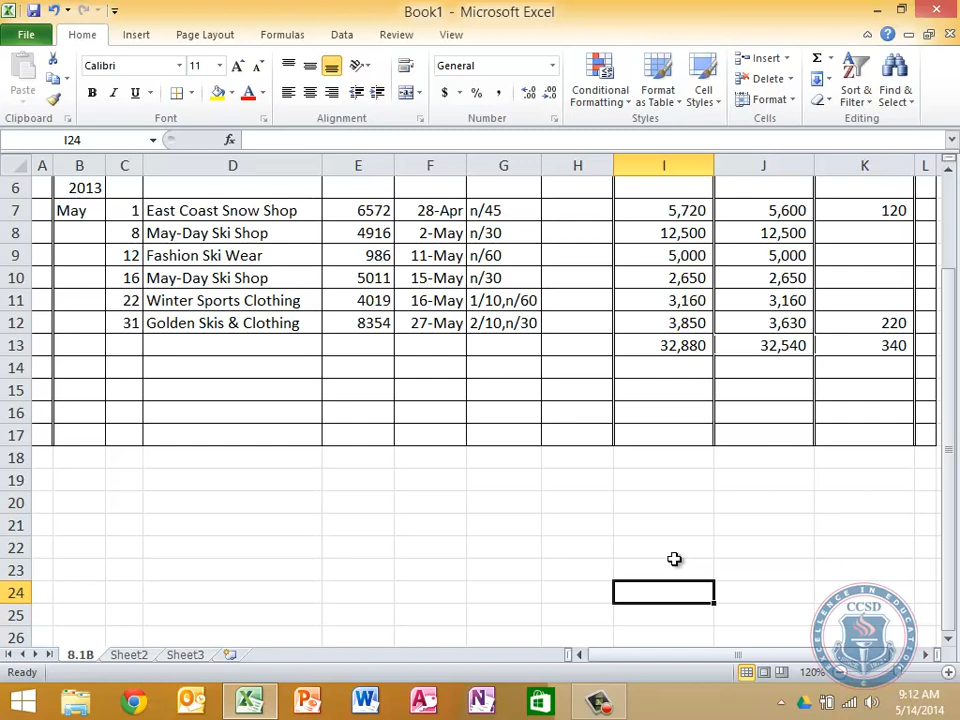 Book1 - Microsoft Excel
File Home Insert Page Layout Formulas Data Review View
Calibri 11 A A General Insert Σ
Paste Delete
B I U A $ % , .00 .0 Conditional Formatting Format as Table Cell Styles Format Sort & Filter Find & Select
Clipboard Font Alignment Number Styles Cells Editing
I24 fx
A B C D E F G H I J K L
6 2013
7 May 1 East Coast Snow Shop 6572 28-Apr n/45 5,720 5,600 120
8 8 May-Day Ski Shop 4916 2-May n/30 12,500 12,500
9 12 Fashion Ski Wear 986 11-May n/60 5,000 5,000
10 16 May-Day Ski Shop 5011 15-May n/30 2,650 2,650
11 22 Winter Sports Clothing 4019 16-May 1/10,n/60 3,160 3,160
12 31 Golden Skis & Clothing 8354 27-May 2/10,n/30 3,850 3,630 220
13 32,880 32,540 340
14
15
16
17
18
19
20
21
22
23
24
25
26
CCSD
EXCELLENCE IN EDUCATION
8.1B Sheet2 Sheet3
Ready 120%
9:12 AM
5/14/2014